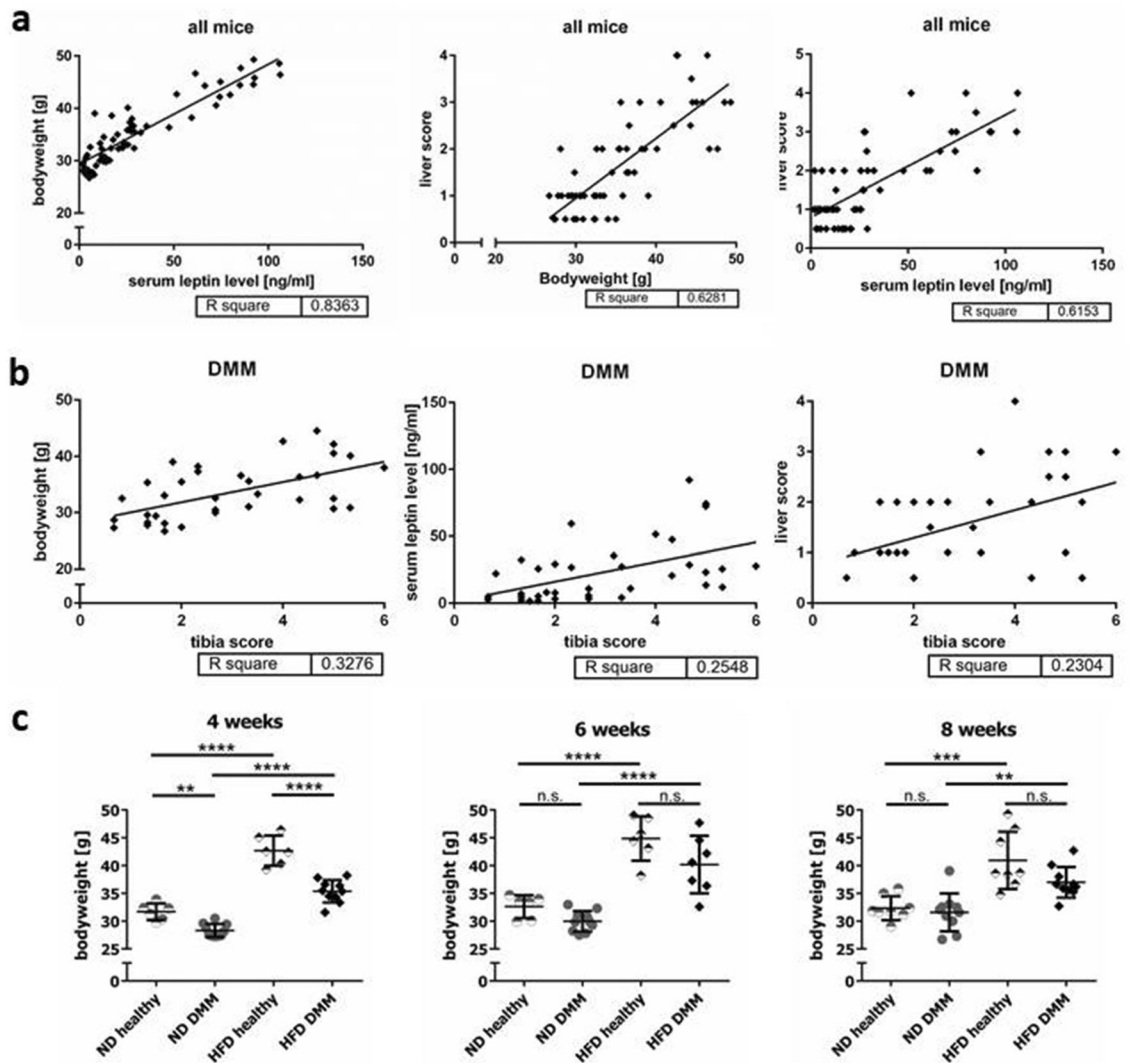 a
all mice
bodyweight [g]
50
40
30
20
0
0 50 100 150
serum leptin level [ng/ml]
R square 0.8363
all mice
liver score
4
3
2
1
0
0 20 30 40 50
Bodyweight [g]
R square 0.6281
all mice
liver score
5
4
3
2
1
0
0 50 100 150
serum leptin level [ng/ml]
R square 0.6153
b
DMM
bodyweight [g]
50
40
30
20
0
0 2 4 6
tibia score
R square 0.3276
DMM
serum leptin level [ng/ml]
150
100
50
0
0 2 4 6
tibia score
R square 0.2548
DMM
liver score
4
3
2
1
0
0 2 4 6
tibia score
R square 0.2304
c
4 weeks
****
****
** ****
bodyweight [g]
50
45
40
35
30
25
0
ND healthy
ND DMM
HFD healthy
HFD DMM
6 weeks
****
****
n.s. n.s.
bodyweight [g]
50
45
40
35
30
25
0
ND healthy
ND DMM
HFD healthy
HFD DMM
8 weeks
***
**
n.s. n.s.
bodyweight [g]
50
45
40
35
30
25
0
ND healthy
ND DMM
HFD healthy
HFD DMM